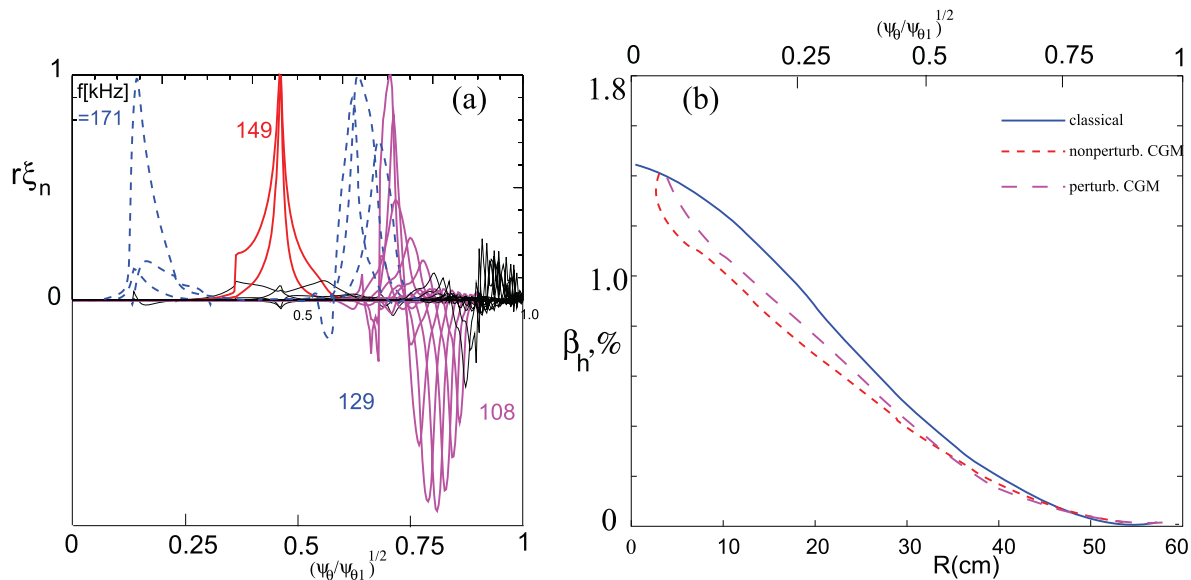 1
(a)
f[kHz]
=171
149
rξn
0
0.5
1.0
129
108
0 0.25 0.5 0.75 1
(ψθ/ψθ1)1/2
(ψθ/ψθ1)1/2
0 0.25 0.5 0.75 1
1.8
(b)
classical
nonperturb. CGM
perturb. CGM
1.0
βh,%
0
0 10 20 30 40 50 60
R(cm)